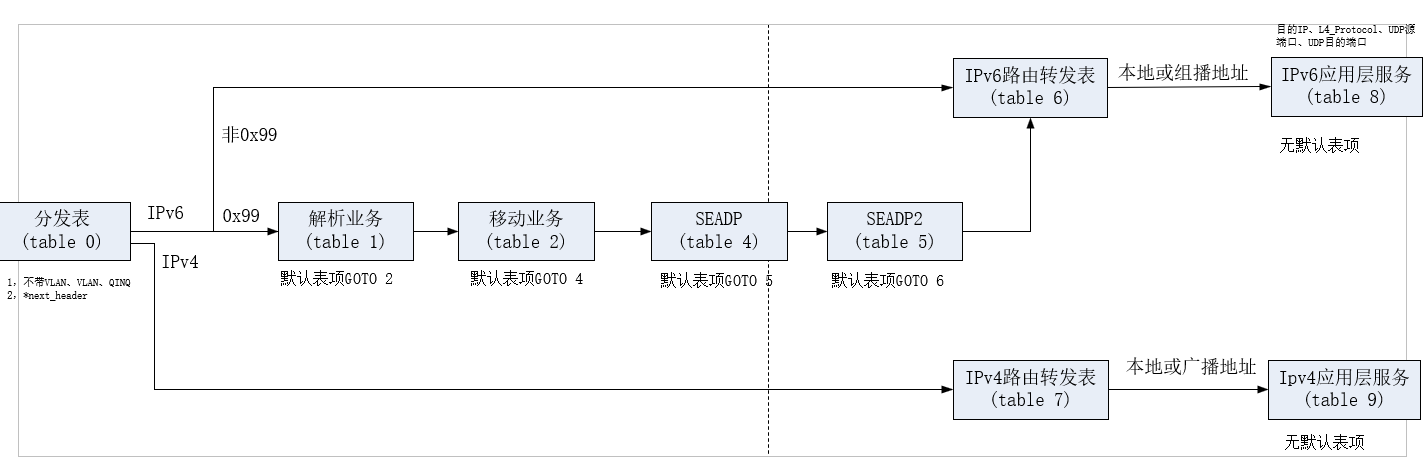 目的IP、L4_Protocol、UDP源
端口、UDP目的端口
IPv6路由转发表
(table 6)
本地或组播地址
IPv6应用层服务
(table 8)
无默认表项
非0x99
分发表
(table 0)
IPv6
0x99
解析业务
(table 1)
移动业务
(table 2)
SEADP
(table 4)
SEADP2
(table 5)
IPv4
1，不带VLAN、VLAN、QINQ
2，*next_header
默认表项GOTO 2
默认表项GOTO 4
默认表项GOTO 5
默认表项GOTO 6
IPv4路由转发表
(table 7)
本地或广播地址
Ipv4应用层服务
(table 9)
无默认表项